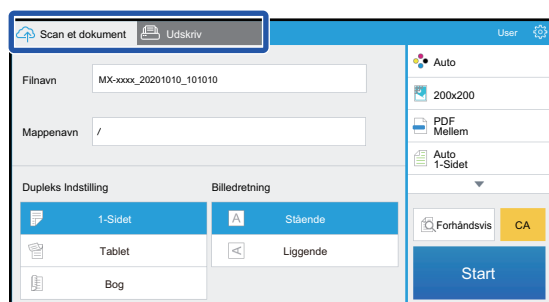 Scan et dokument
Udskriv
User
Filnavn
MX-xxxx_20201010_101010
Mappenavn
/
Dupleks Indstilling
1-Sidet
Tablet
Bog
Billedretning
A
Stående
A
Liggende
Auto
200x200
PDF
Mellem
Auto
1-Sidet
Forhåndsvis
CA
Start